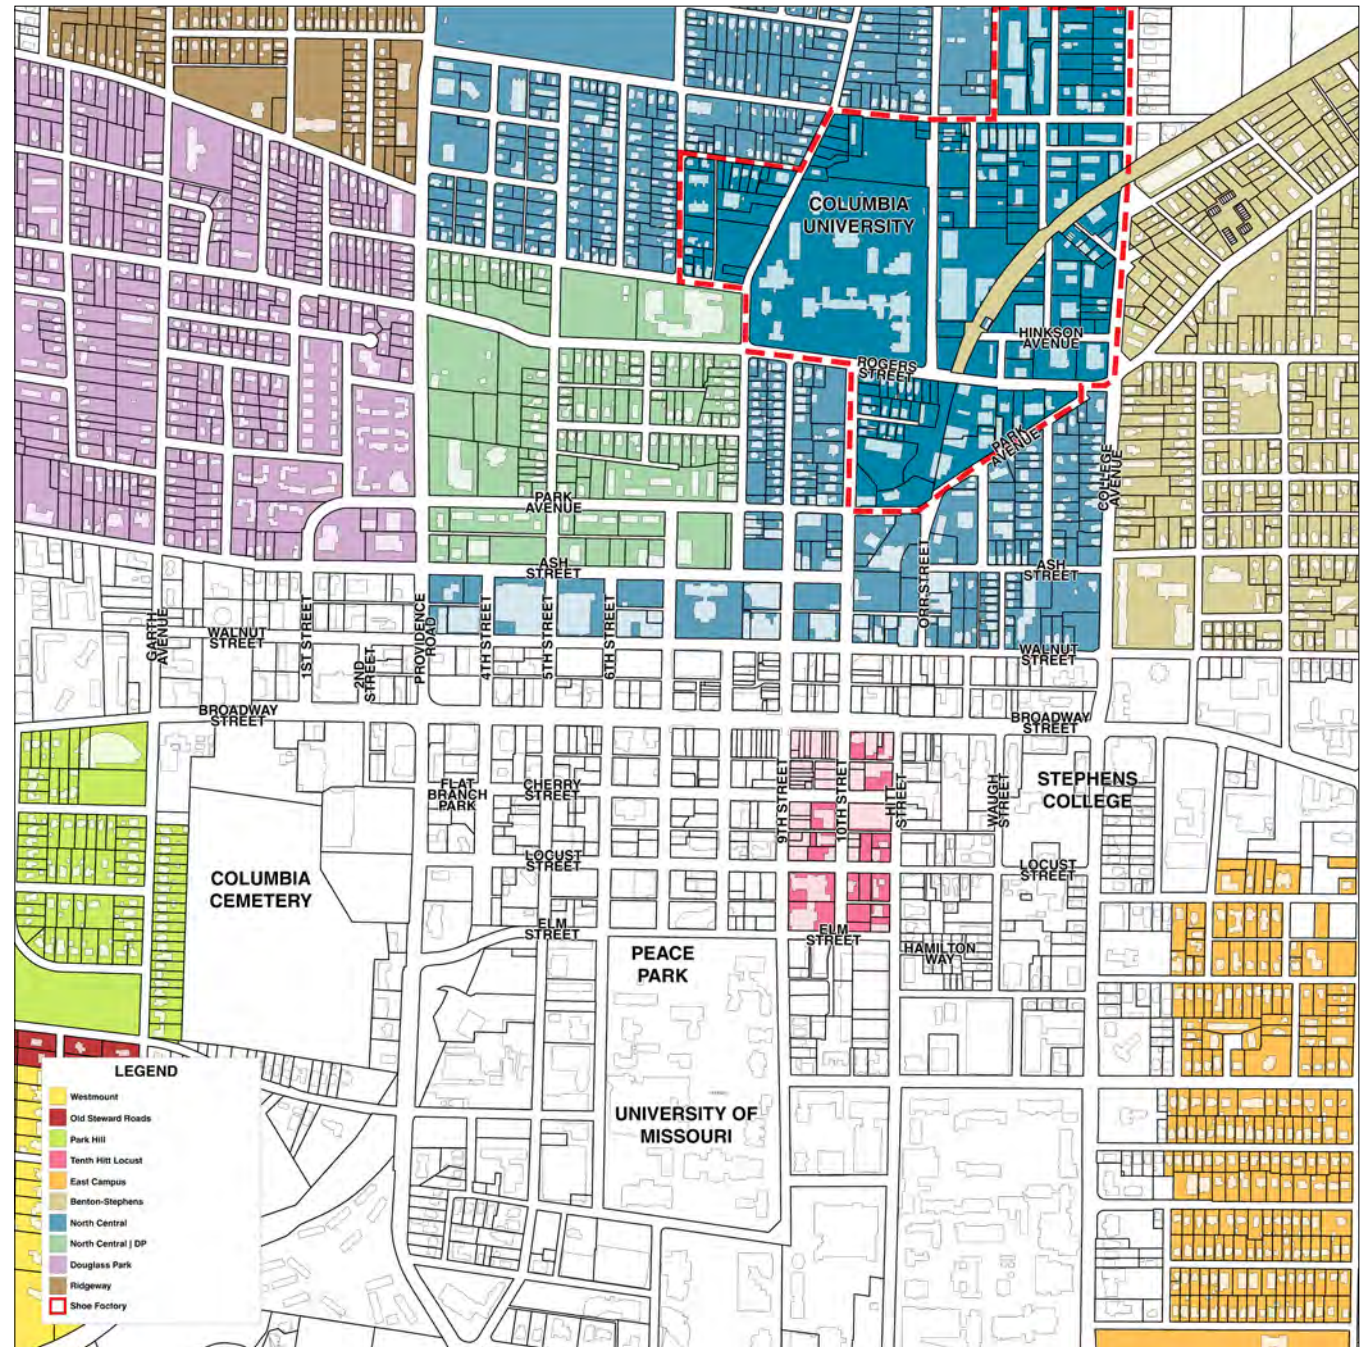 COLUMBIA
UNIVERSITY
HINKSON
AVENUE
ROGERS
STREET
PARK
AVENUE
COLLEGE
AVENUE
PARK
AVENUE
ASH
STREET
ORR STREET
ASH
STREET
GARTH
AVENUE
WALNUT
STREET
1ST STREET
2ND
STREET
PROVIDENCE
ROAD
4TH STREET
5TH STREET
6TH STREET
WALNUT
STREET
BROADWAY
STREET
BROADWAY
STREET
FLAT
BRANCH
PARK
CHERRY
STREET
9TH STREET
10TH STRET
HITT
STREET
WAUGH
STREET
STEPHENS
COLLEGE
LOCUST
STREET
LOCUST
STREET
COLUMBIA
CEMETERY
ELM
STREET
ELM
STREET
HAMILTON
WAY
PEACE
PARK
UNIVERSITY OF
MISSOURI
LEGEND
Westmount
Old Steward Roads
Park Hill
Tenth Hitt Locust
East Campus
Benton-Stephens
North Central
North Central | DP
Douglass Park
Ridgeway
Shoe Factory